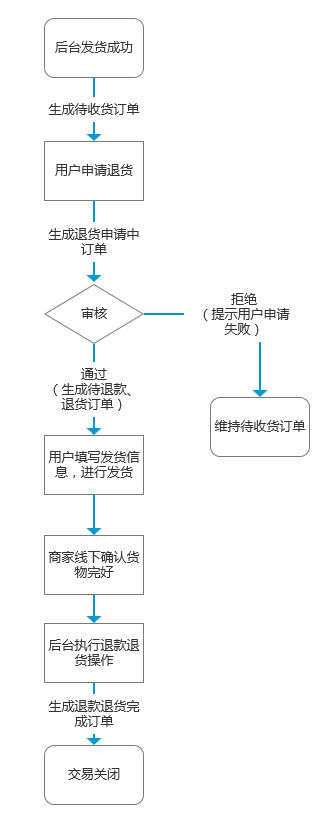 后台发货成功
生成待收货订单
用户申请退货
生成退货申请中
订单
审核
拒绝
（提示用户申请
失败）
通过
（生成待退款、
退货订单）
维持待收货订单
用户填写发货信
息，进行发货
商家线下确认货
物完好
后台执行退款退
货操作
生成退款退货完
成订单
交易关闭